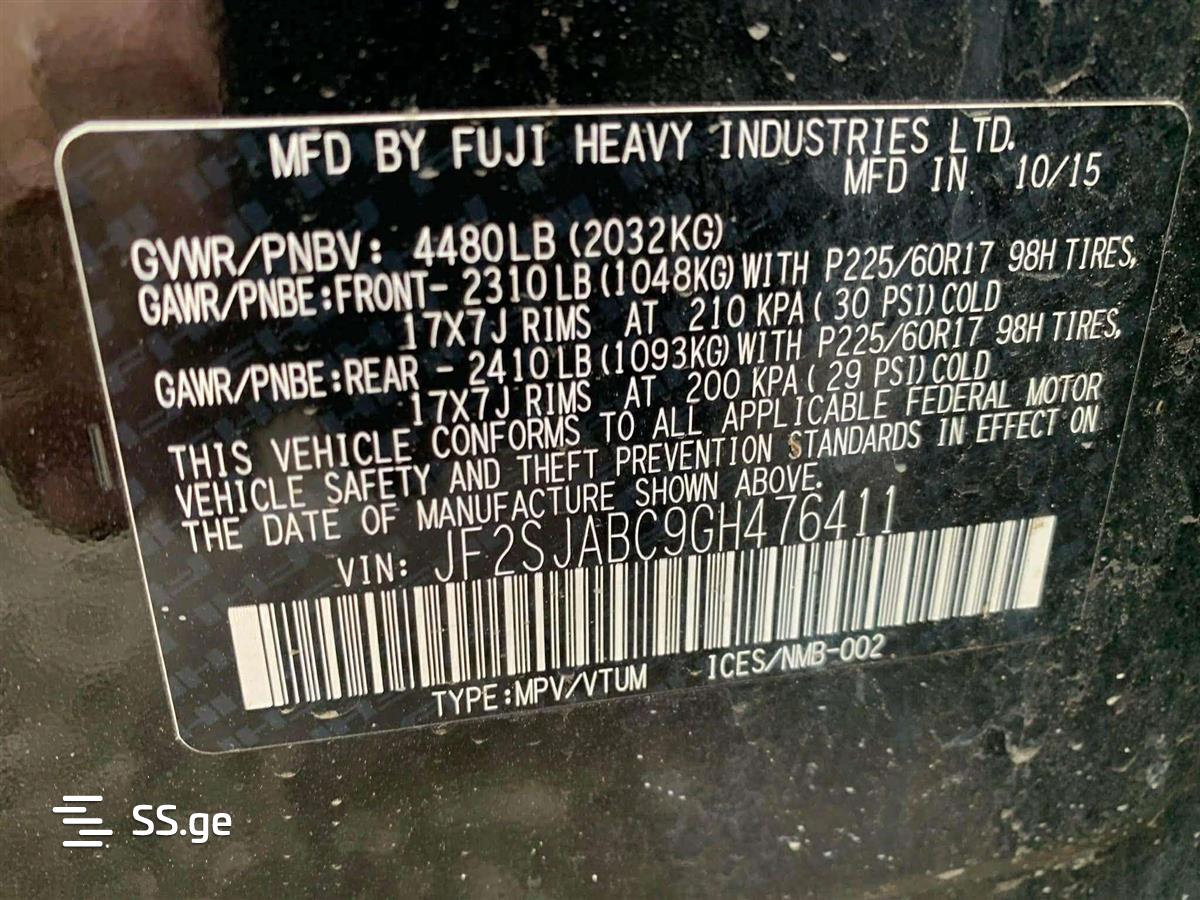 MFD BY FUJI HEAVY INDUSTRIES LTD.
MFD IN 10/15
GVWR/PNBV: 4480LB (2032KG)
GAWR/PNBE:FRONT- 2310LB (1048KG) WITH P225/60R17 98H TIRES,
17X7J RIMS AT 210 KPA ( 30 PSI) COLD
GAWR/PNBE:REAR - 2410LB (1093KG) WITH P225/60R17 98H TIRES,
17X7J RIMS AT 200 KPA ( 29 PSI) COLD
THIS VEHICLE CONFORMS TO ALL APPLICABLE FEDERAL MOTOR
VEHICLE SAFETY AND THEFT PREVENTION STANDARDS IN EFFECT ON
THE DATE OF MANUFACTURE SHOWN ABOVE.
VIN: JF2SJABC9GH476411
TYPE:MPV/VTUM ICES/NMB-002
SS.ge